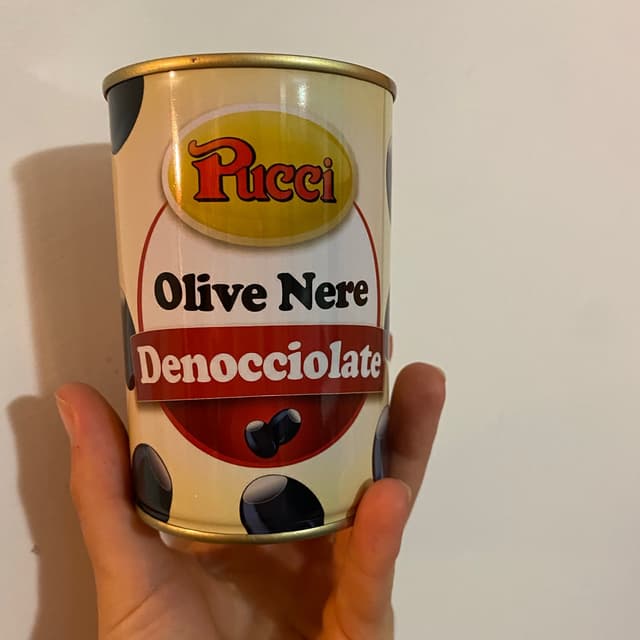 Pucci
Olive Nere
Denocciolate